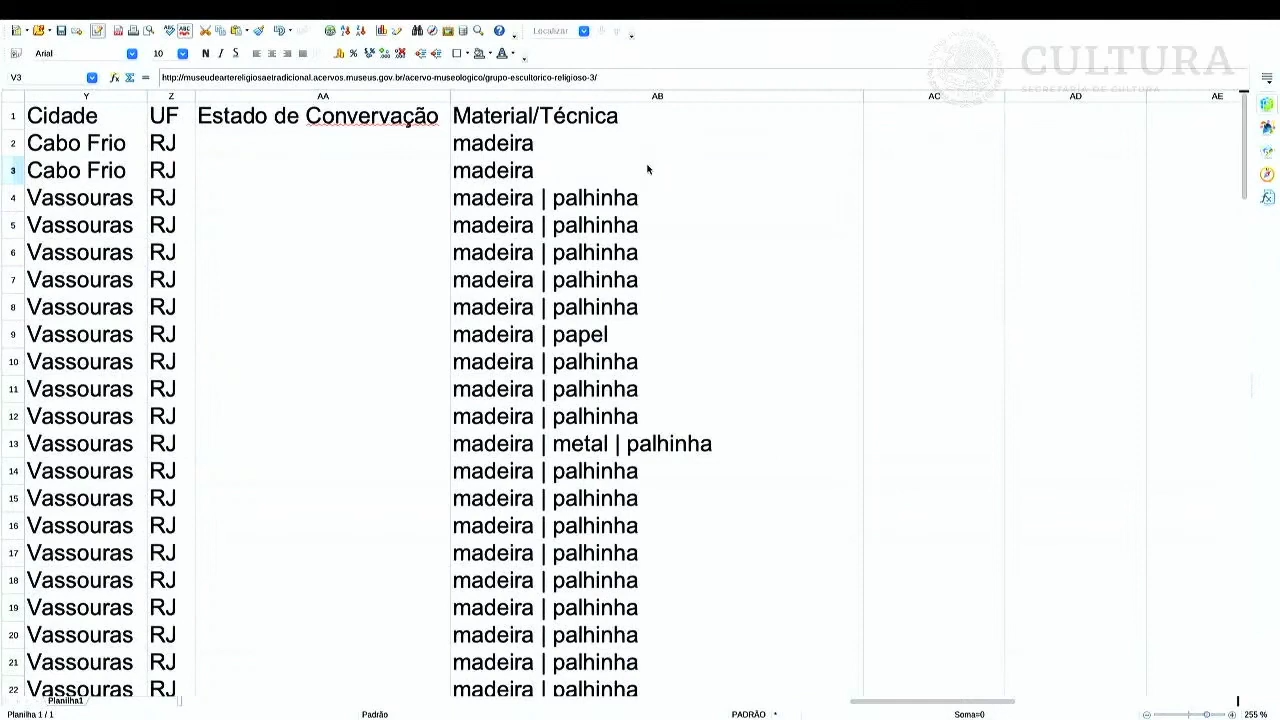 Localizar
Arial 10
V3 http://museudeartereligiosaetradicional.acervos.museus.gov.br/acervo-museologico/grupo-escultorico-religioso-3/
CULTURA
SECRETARÍA DE CULTURA
Y Z AA AB AC AD AE
1 Cidade UF Estado de Convervação Material/Técnica
2 Cabo Frio RJ madeira
3 Cabo Frio RJ madeira
4 Vassouras RJ madeira | palhinha
5 Vassouras RJ madeira | palhinha
6 Vassouras RJ madeira | palhinha
7 Vassouras RJ madeira | palhinha
8 Vassouras RJ madeira | palhinha
9 Vassouras RJ madeira | papel
10 Vassouras RJ madeira | palhinha
11 Vassouras RJ madeira | palhinha
12 Vassouras RJ madeira | palhinha
13 Vassouras RJ madeira | metal | palhinha
14 Vassouras RJ madeira | palhinha
15 Vassouras RJ madeira | palhinha
16 Vassouras RJ madeira | palhinha
17 Vassouras RJ madeira | palhinha
18 Vassouras RJ madeira | palhinha
19 Vassouras RJ madeira | palhinha
20 Vassouras RJ madeira | palhinha
21 Vassouras RJ madeira | palhinha
22 Vassouras RJ madeira | palhinha
Planilha1
Planilha 1 / 1 Padrão PADRÃO * Soma=0 255 %